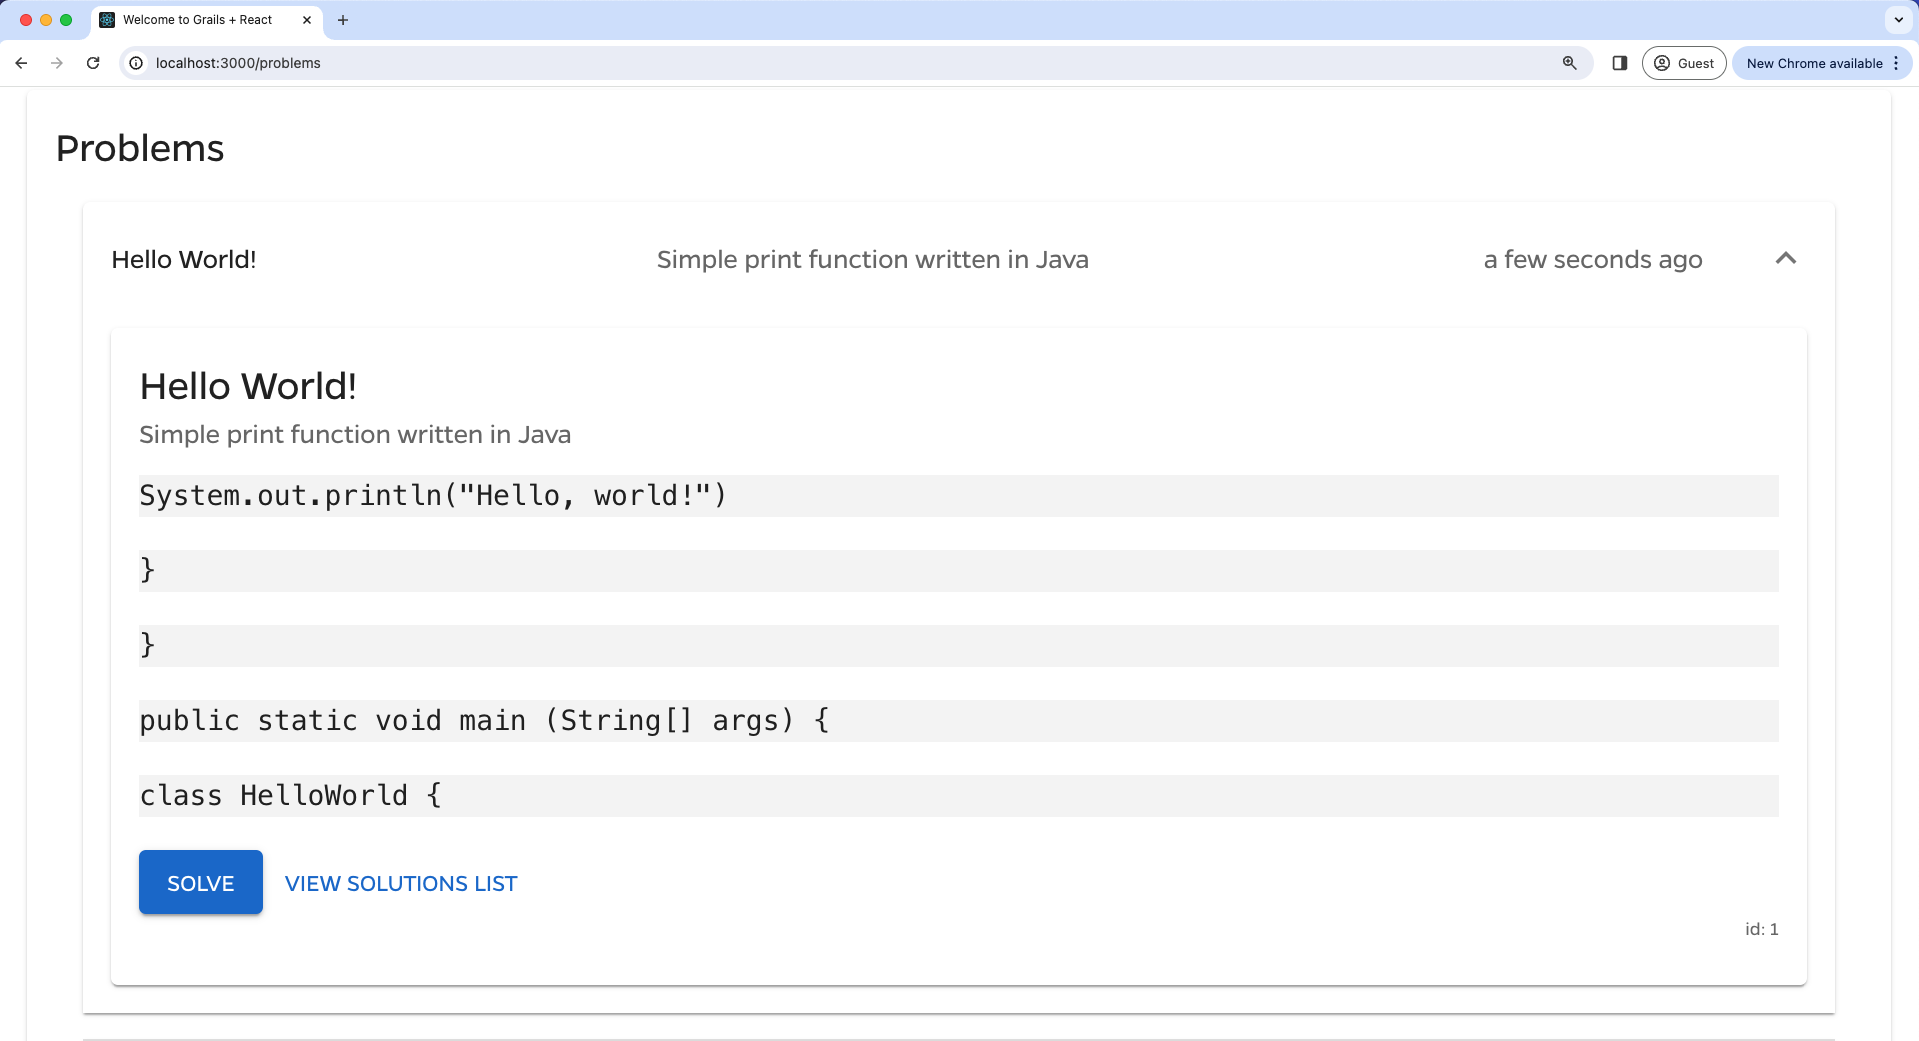 Welcome to Grails + React
localhost:3000/problems
Guest
New Chrome available
Problems
Hello World!
Simple print function written in Java
a few seconds ago
Hello World!
Simple print function written in Java
System.out.println("Hello, world!")
}
}
public static void main (String[] args) {
class HelloWorld {
SOLVE
VIEW SOLUTIONS LIST
id: 1